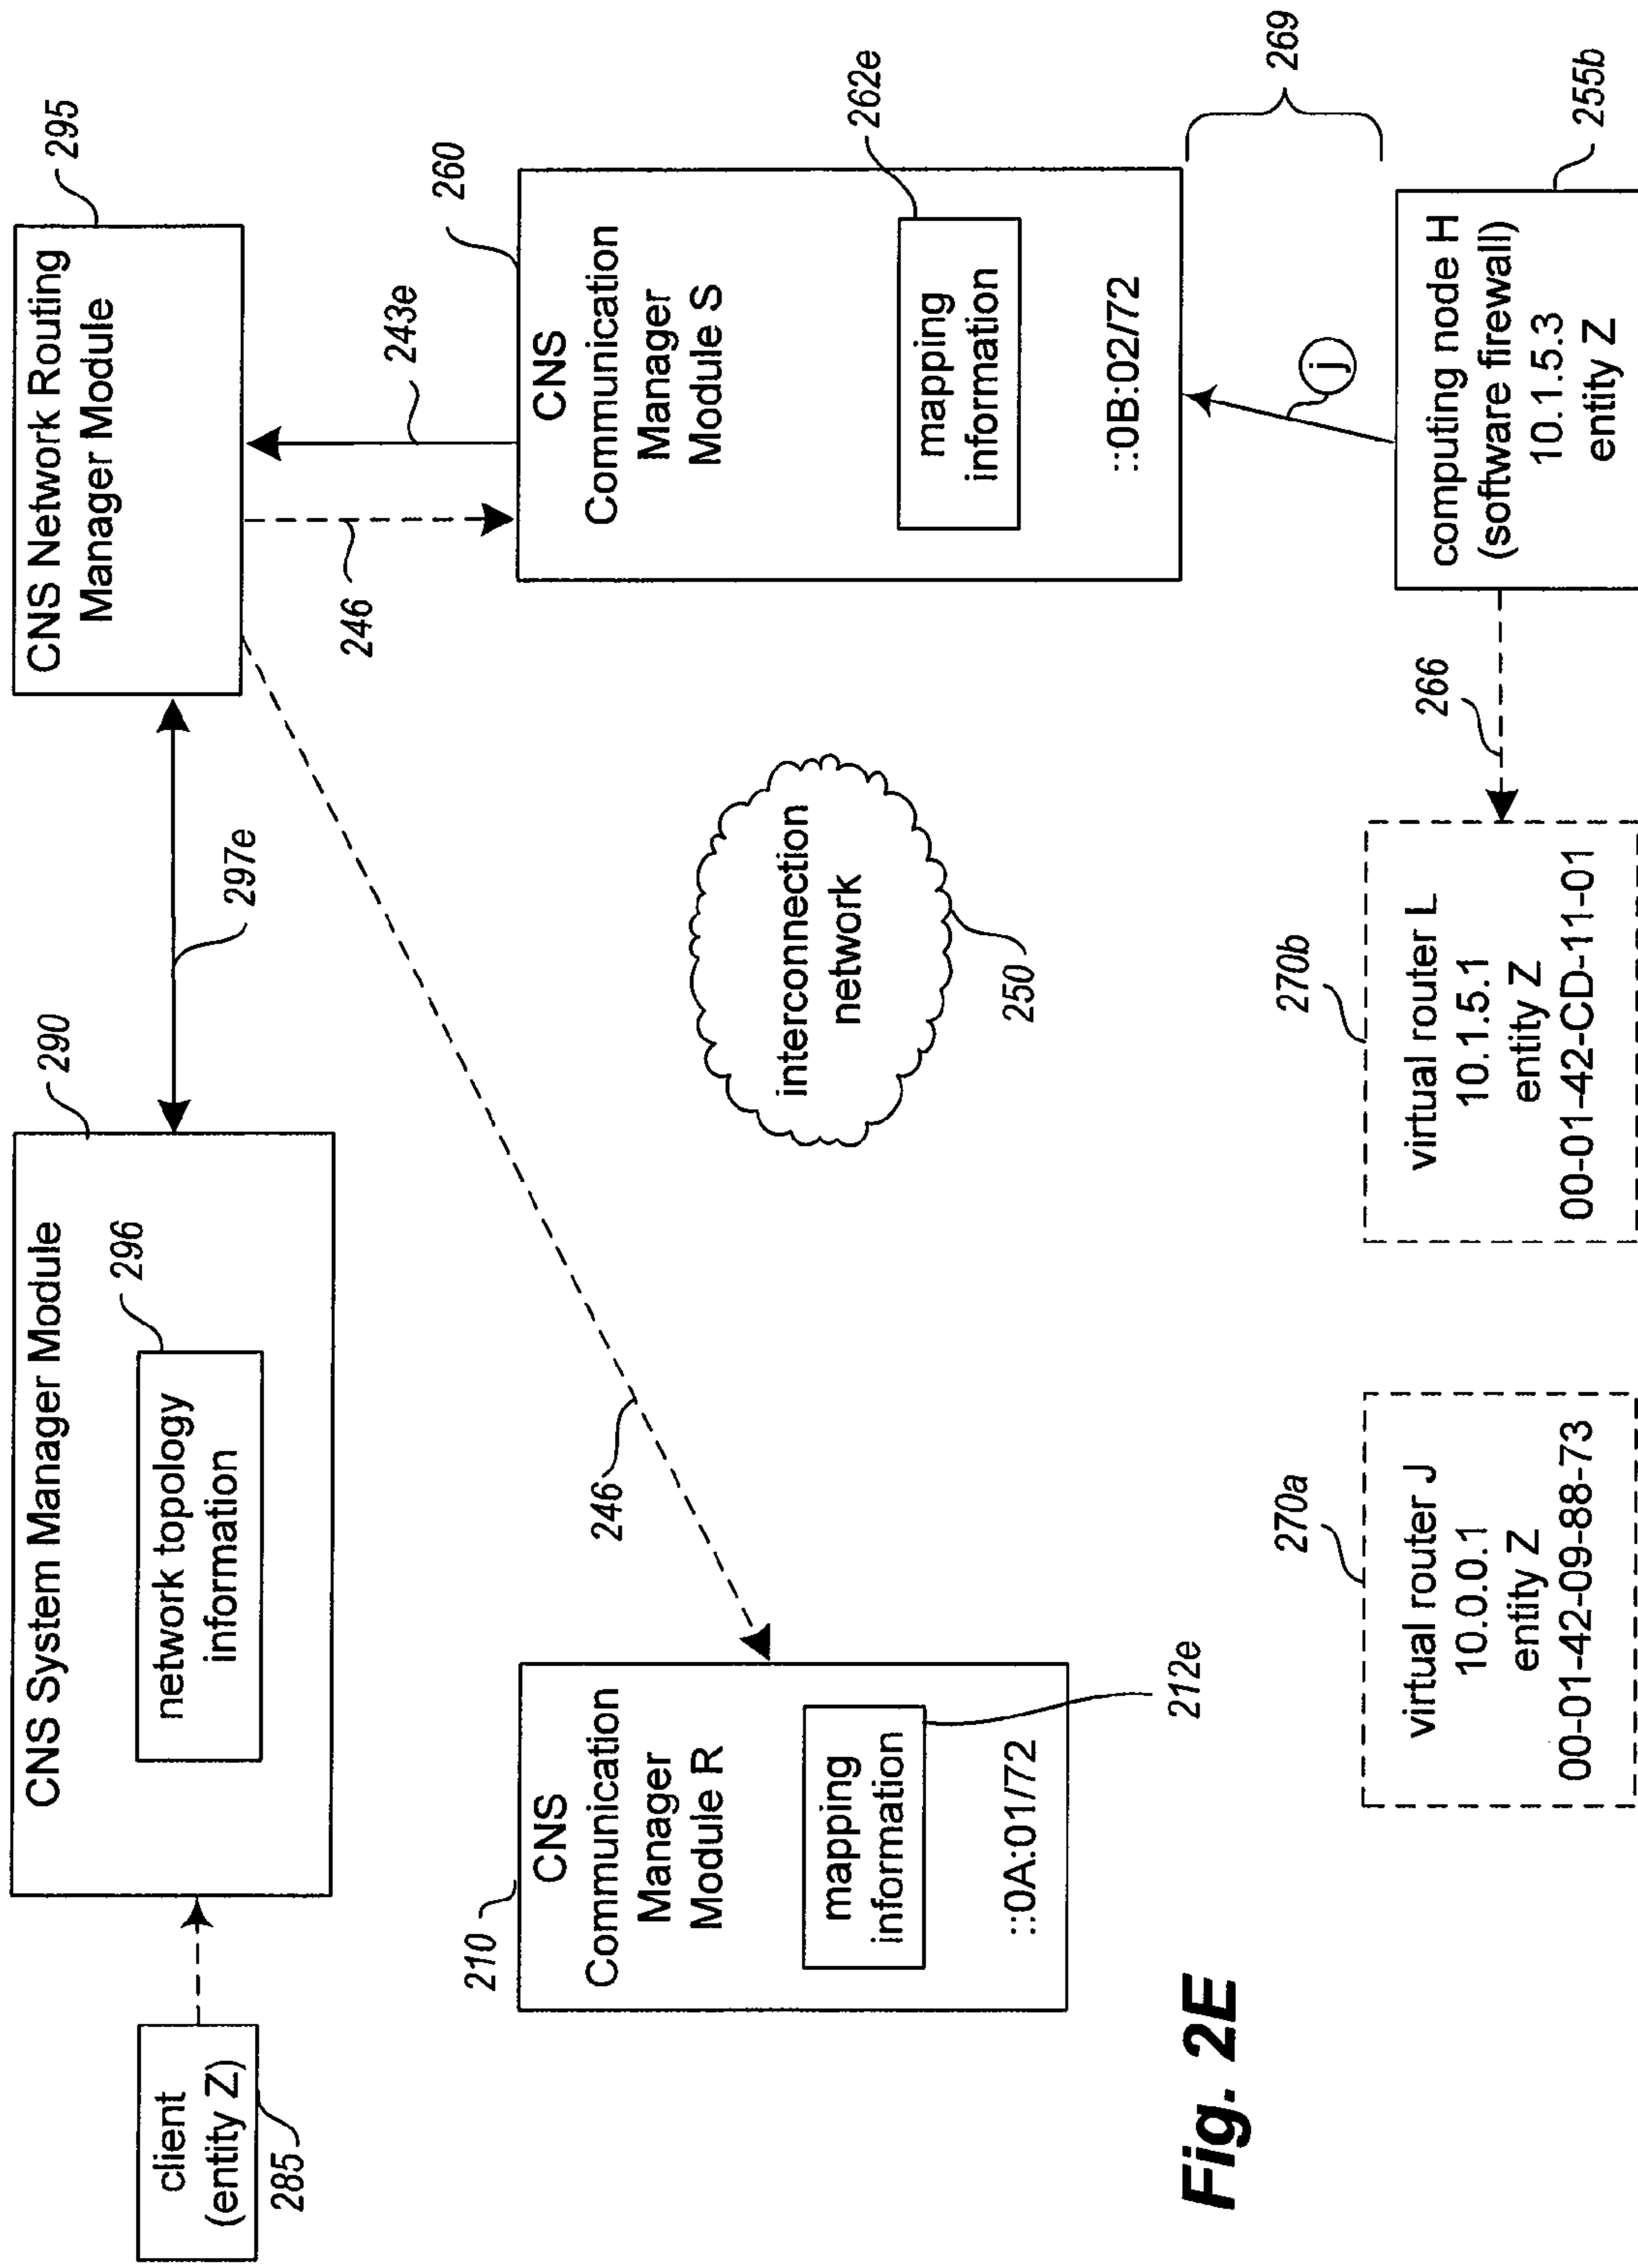 client
(entity Z)
285
CNS System Manager Module
290
network topology
information
296
297e
CNS Network Routing
Manager Module
295
210
CNS
Communication
Manager
Module R
mapping
information
::0A:01/72
212e
246
246
243e
interconnection
network
250
260
CNS
Communication
Manager
Module S
mapping
information
262e
::0B:02/72
269
j
270a
virtual router J
10.0.0.1
entity Z
00-01-42-09-88-73
270b
virtual router L
10.1.5.1
entity Z
00-01-42-CD-11-01
266
computing node H
(software firewall)
10.1.5.3
entity Z
255b
Fig. 2E